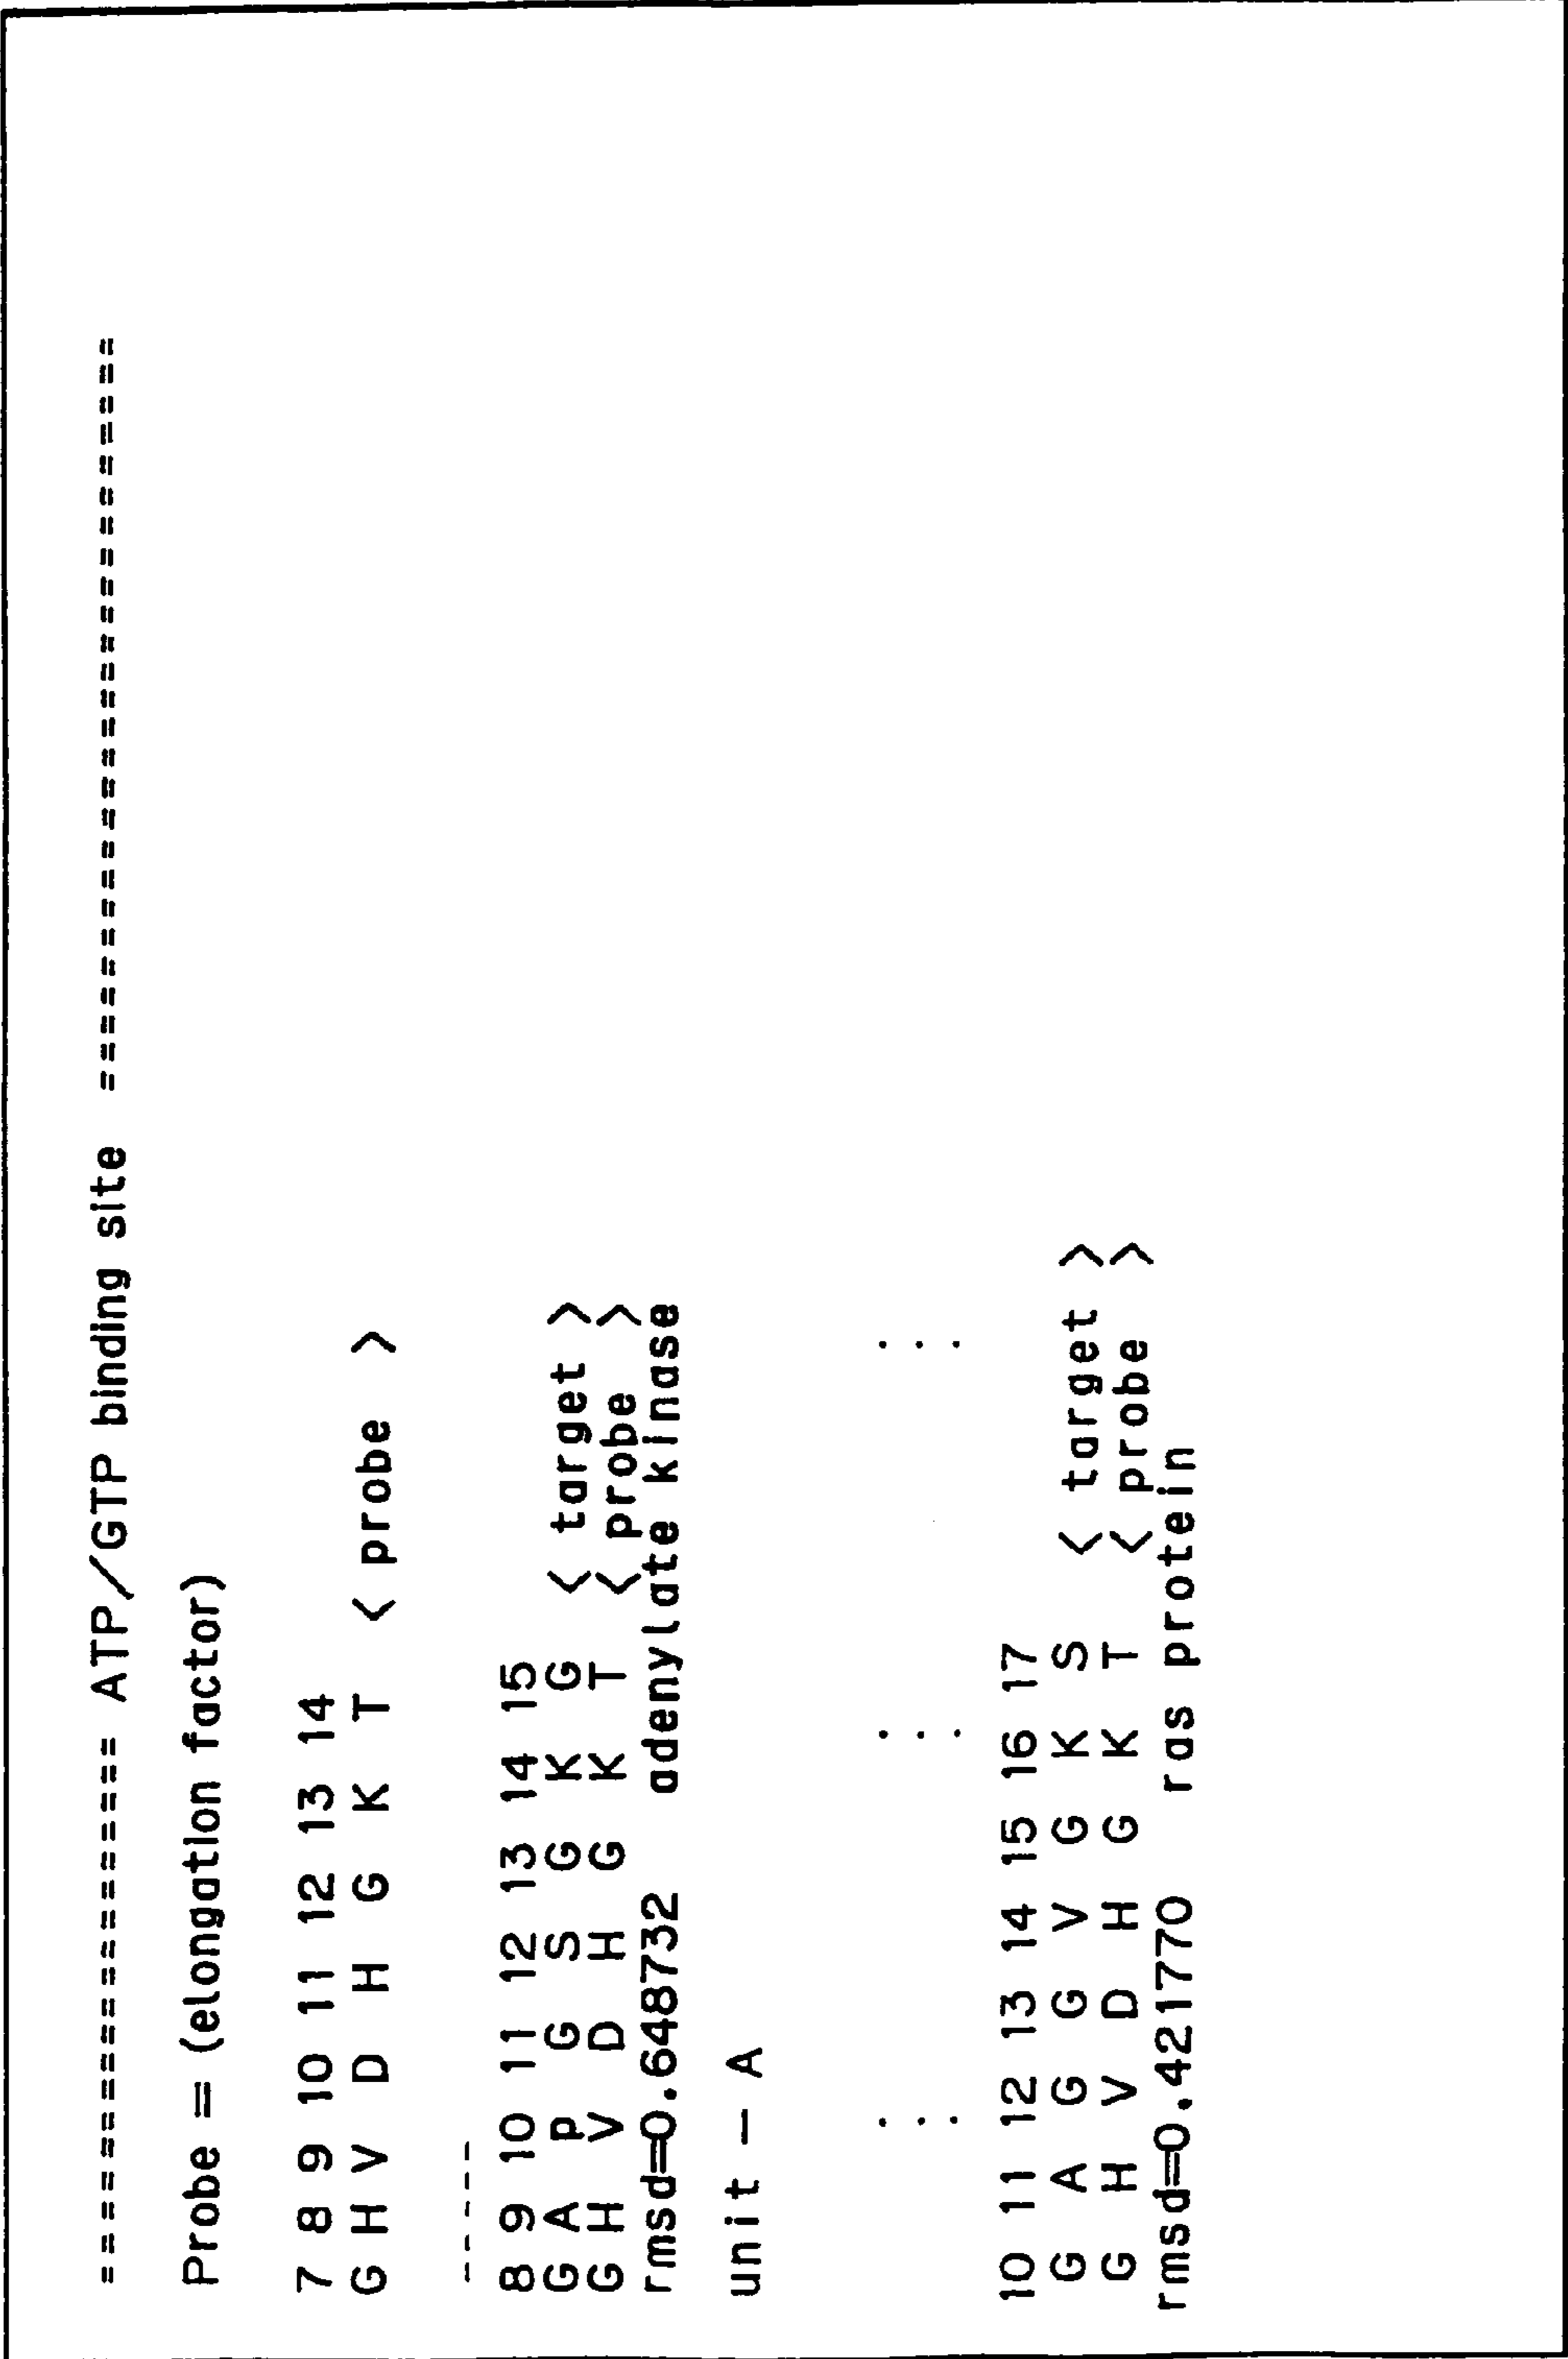 ==================== ATP/GTP binding site ==========================
Probe = (elongation factor)
7 8 9 10 11 12 13 14
G H V D H G K T < probe >
-----
8 9 10 11 12 13 14 15
G A P G S G K G < target >
G H V D H G K T < probe >
rmsd=0.648732 adenylate kinase
unit – A
... ... ...
10 11 12 13 14 15 16 17
G A G G V G K S < target >
G H V D H G K T < probe >
rmsd=0.421770 ras protein